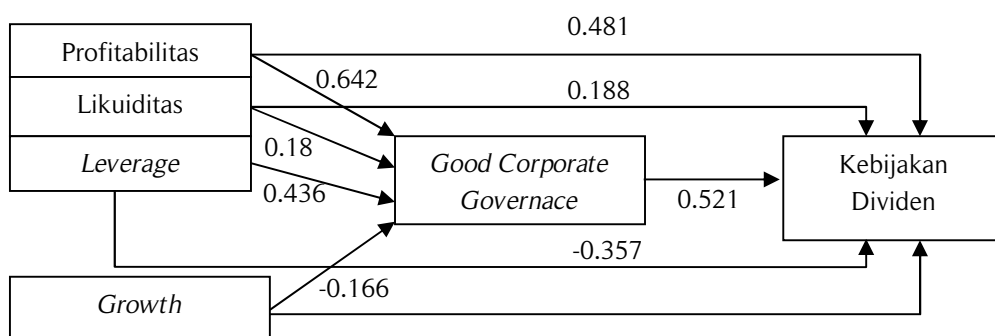 0.481
Profitabilitas
0.642
Likuiditas
0.188
0.18
Leverage
0.436
Good Corporate
Governace
0.521
Kebijakan
Dividen
-0.357
-0.166
Growth